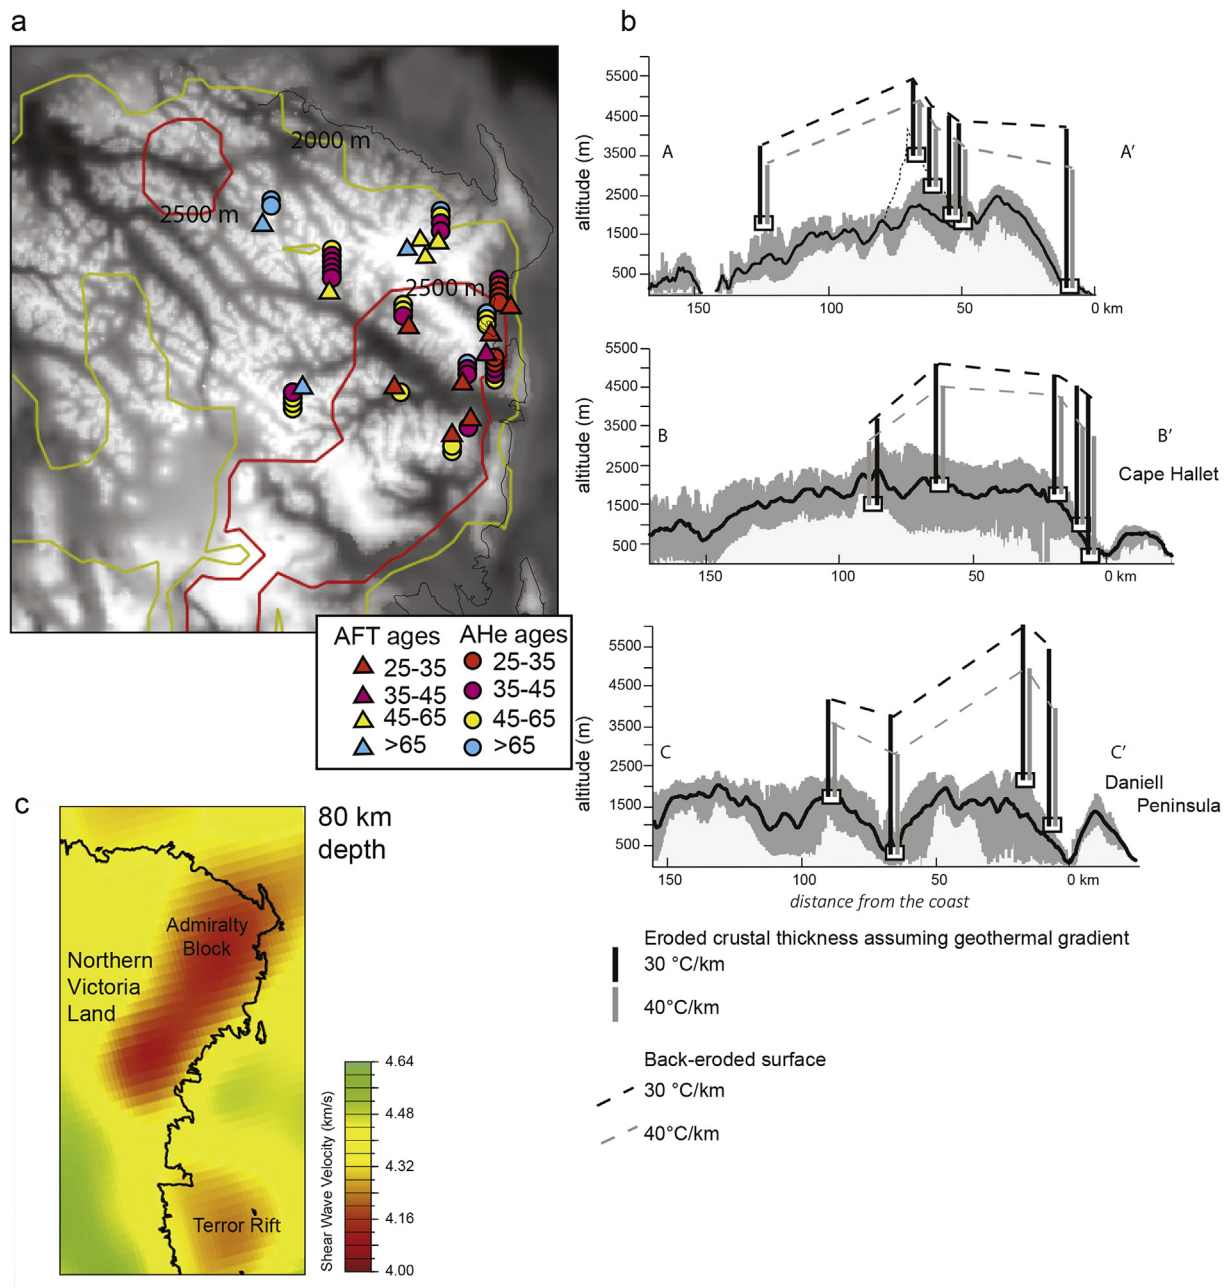 a
2000 m
2500 m
2500 m
AFT ages
AHe ages
25-35
25-35
35-45
35-45
45-65
45-65
>65
>65
b
5500
4500
3500
2500
1500
500
altitude (m)
A
A'
150
100
50
0 km
5500
4500
3500
2500
1500
500
altitude (m)
B
B'
Cape Hallet
150
100
50
0 km
5500
4500
3500
2500
1500
500
altitude (m)
C
C'
Daniell
Peninsula
150
100
50
0 km
distance from the coast
Eroded crustal thickness assuming geothermal gradient
30 °C/km
40°C/km
Back-eroded surface
30 °C/km
40°C/km
c
80 km
depth
Admiralty
Block
Northern
Victoria
Land
Terror Rift
Shear Wave Velocity (km/s)
4.64
4.48
4.32
4.16
4.00